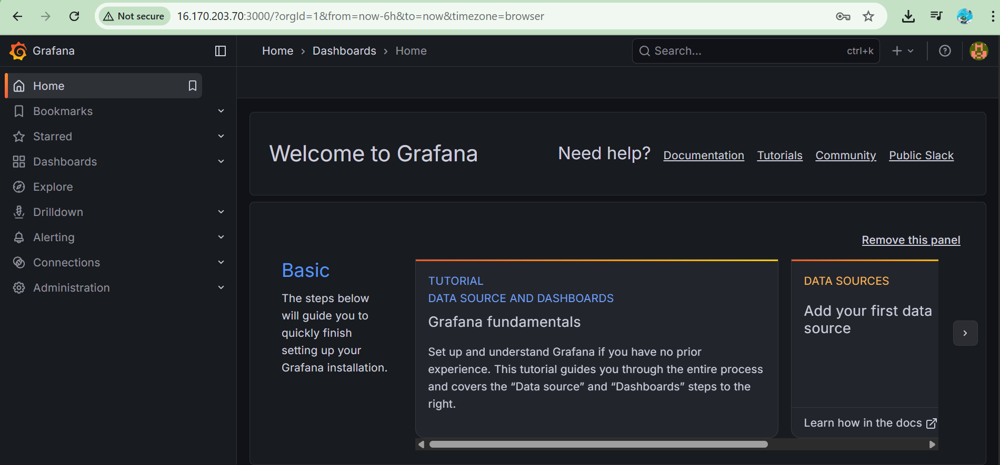 Not secure
16.170.203.70:3000/?orgId=1&from=now-6h&to=now&timezone=browser
Grafana
Home › Dashboards › Home
Search...
ctrl+k
Home
Bookmarks
Starred
Dashboards
Explore
Drilldown
Alerting
Connections
Administration
Welcome to Grafana
Need help?
Documentation
Tutorials
Community
Public Slack
Remove this panel
Basic
The steps below
will guide you to
quickly finish
setting up your
Grafana installation.
TUTORIAL
DATA SOURCE AND DASHBOARDS
Grafana fundamentals
Set up and understand Grafana if you have no prior
experience. This tutorial guides you through the entire process
and covers the “Data source” and “Dashboards” steps to the
right.
DATA SOURCES
Add your first data
source
Learn how in the docs